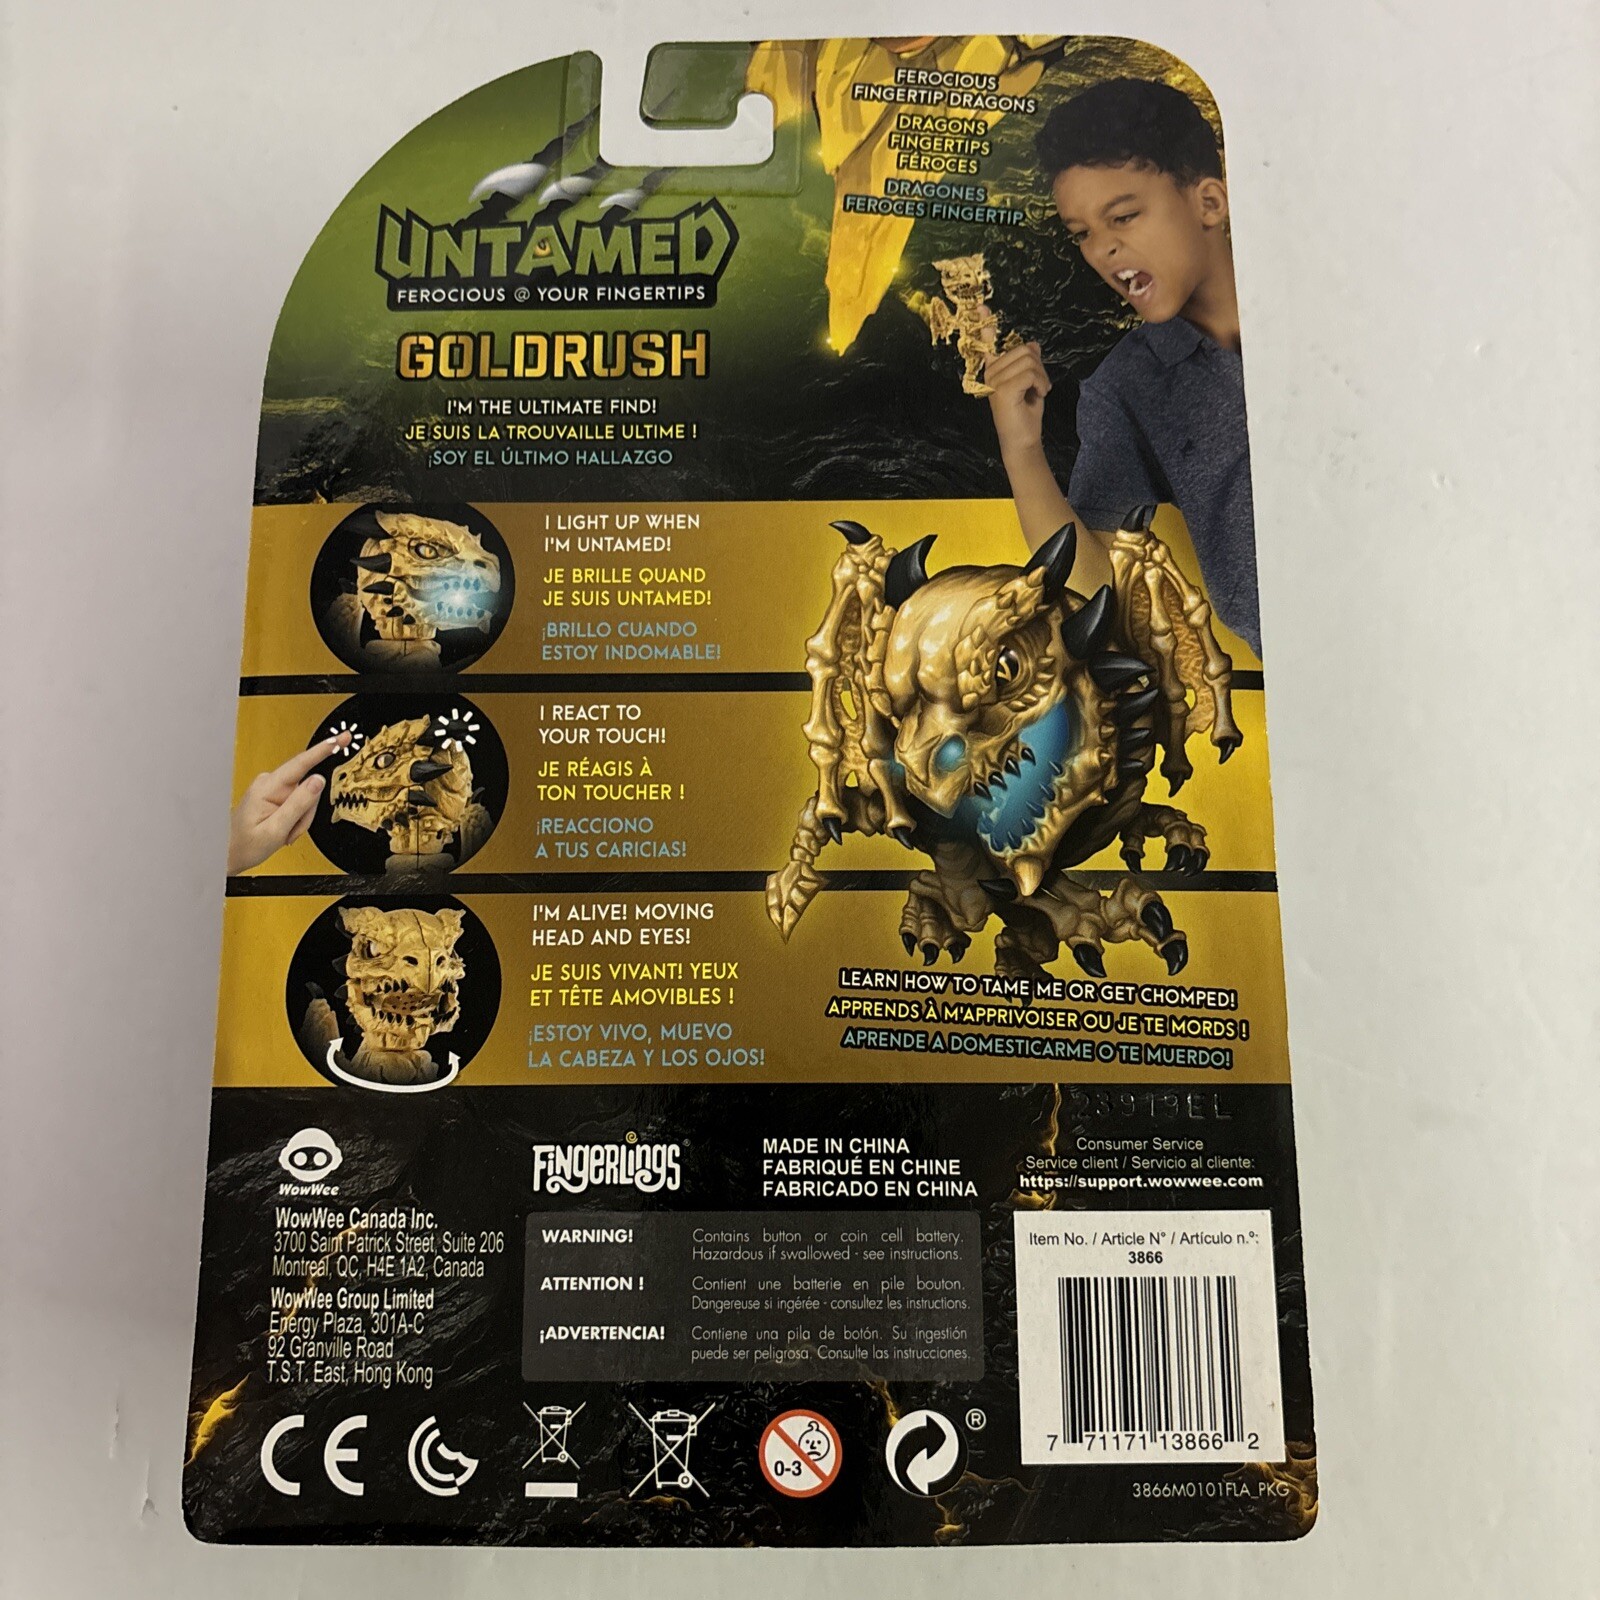 FEROCIOUS
FINGERTIP DRAGONS
DRAGONS
FINGERTIPS
FÉROCES
DRAGONES
FEROCES FINGERTIP
UNTAMED™
FEROCIOUS @ YOUR FINGERTIPS
GOLDRUSH
I'M THE ULTIMATE FIND!
JE SUIS LA TROUVAILLE ULTIME !
¡SOY EL ÚLTIMO HALLAZGO
I LIGHT UP WHEN
I'M UNTAMED!
JE BRILLE QUAND
JE SUIS UNTAMED!
¡BRILLO CUANDO
ESTOY INDOMABLE!
I REACT TO
YOUR TOUCH!
JE RÉAGIS À
TON TOUCHER !
¡REACCIONO
A TUS CARICIAS!
I'M ALIVE! MOVING
HEAD AND EYES!
JE SUIS VIVANT! YEUX
ET TÊTE AMOVIBLES !
¡ESTOY VIVO, MUEVO
LA CABEZA Y LOS OJOS!
LEARN HOW TO TAME ME OR GET CHOMPED!
APPRENDS À M'APPRIVOISER OU JE TE MORDS !
APRENDE A DOMESTICARME O TE MUERDO!
23919EL
WowWee
WowWee Canada Inc.
3700 Saint Patrick Street, Suite 206
Montreal, QC, H4E 1A2, Canada
WowWee Group Limited
Energy Plaza, 301A-C
92 Granville Road
T.S.T. East, Hong Kong
FiNgeRLiNgs®
MADE IN CHINA
FABRIQUÉ EN CHINE
FABRICADO EN CHINA
Consumer Service
Service client / Servicio al cliente:
https://support.wowwee.com
WARNING! Contains button or coin cell battery.
Hazardous if swallowed - see instructions.
ATTENTION ! Contient une batterie en pile bouton.
Dangereuse si ingérée - consultez les instructions.
¡ADVERTENCIA! Contiene una pila de botón. Su ingestión
puede ser peligrosa. Consulte las instrucciones.
Item No. / Article N° / Artículo n.º:
3866
7 71171 13866 2
CE
0-3
®
3866M0101FLA_PKG